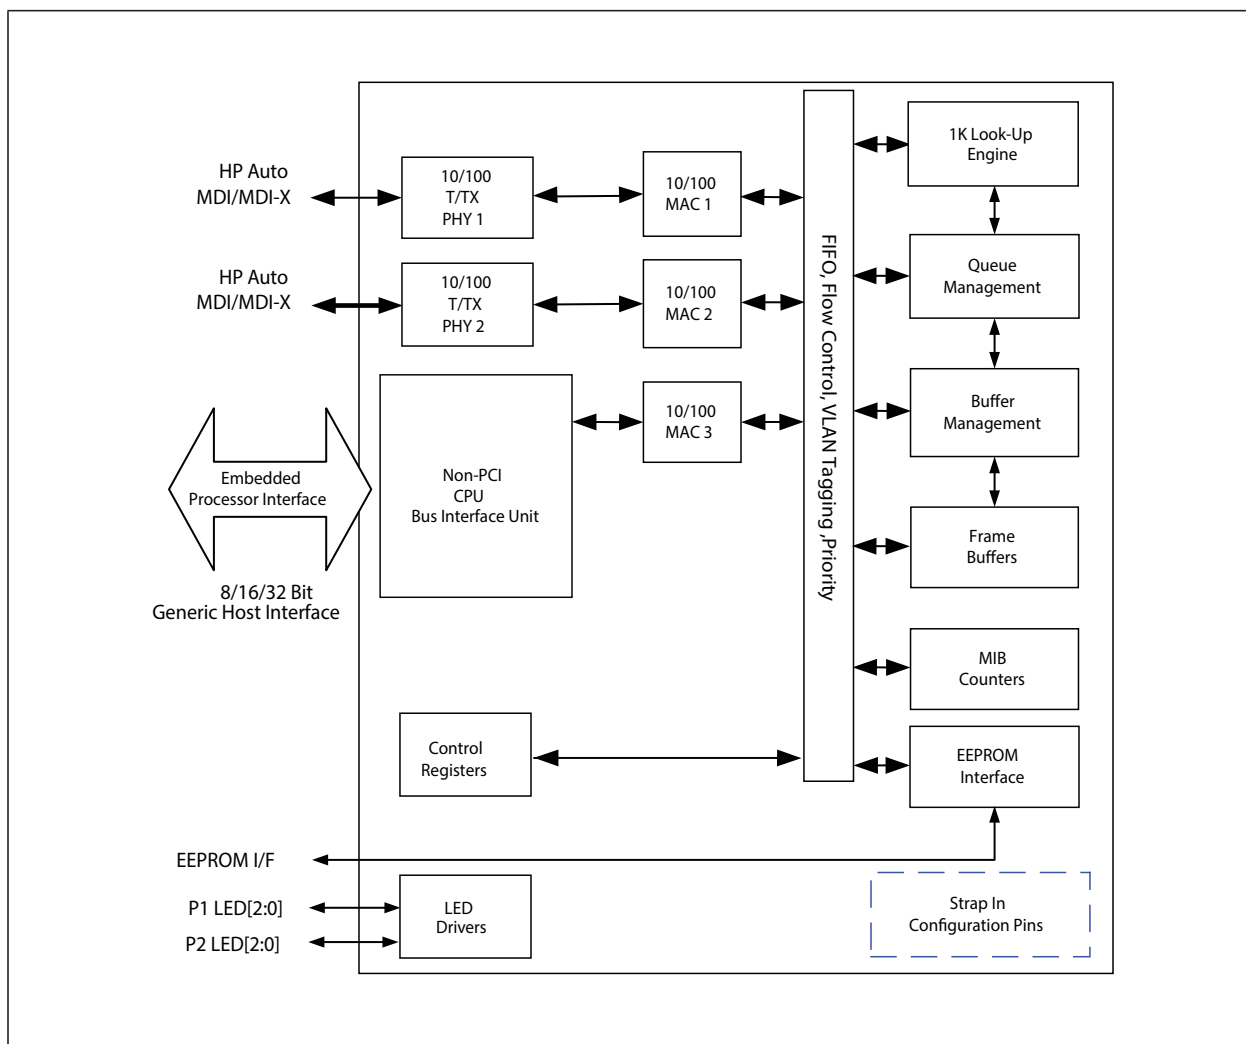 HP Auto
MDI/MDI-X
10/100
T/TX
PHY 1
10/100
MAC 1
1K Look-Up
Engine
HP Auto
MDI/MDI-X
10/100
T/TX
PHY 2
10/100
MAC 2
Queue
Management
FIFO, Flow Control, VLAN Tagging ,Priority
10/100
MAC 3
Buffer
Management
Embedded
Processor Interface
Non-PCI
CPU
Bus Interface Unit
8/16/32 Bit
Generic Host Interface
Frame
Buffers
MIB
Counters
Control
Registers
EEPROM
Interface
EEPROM I/F
P1 LED[2:0]
P2 LED[2:0]
LED
Drivers
Strap In
Configuration Pins